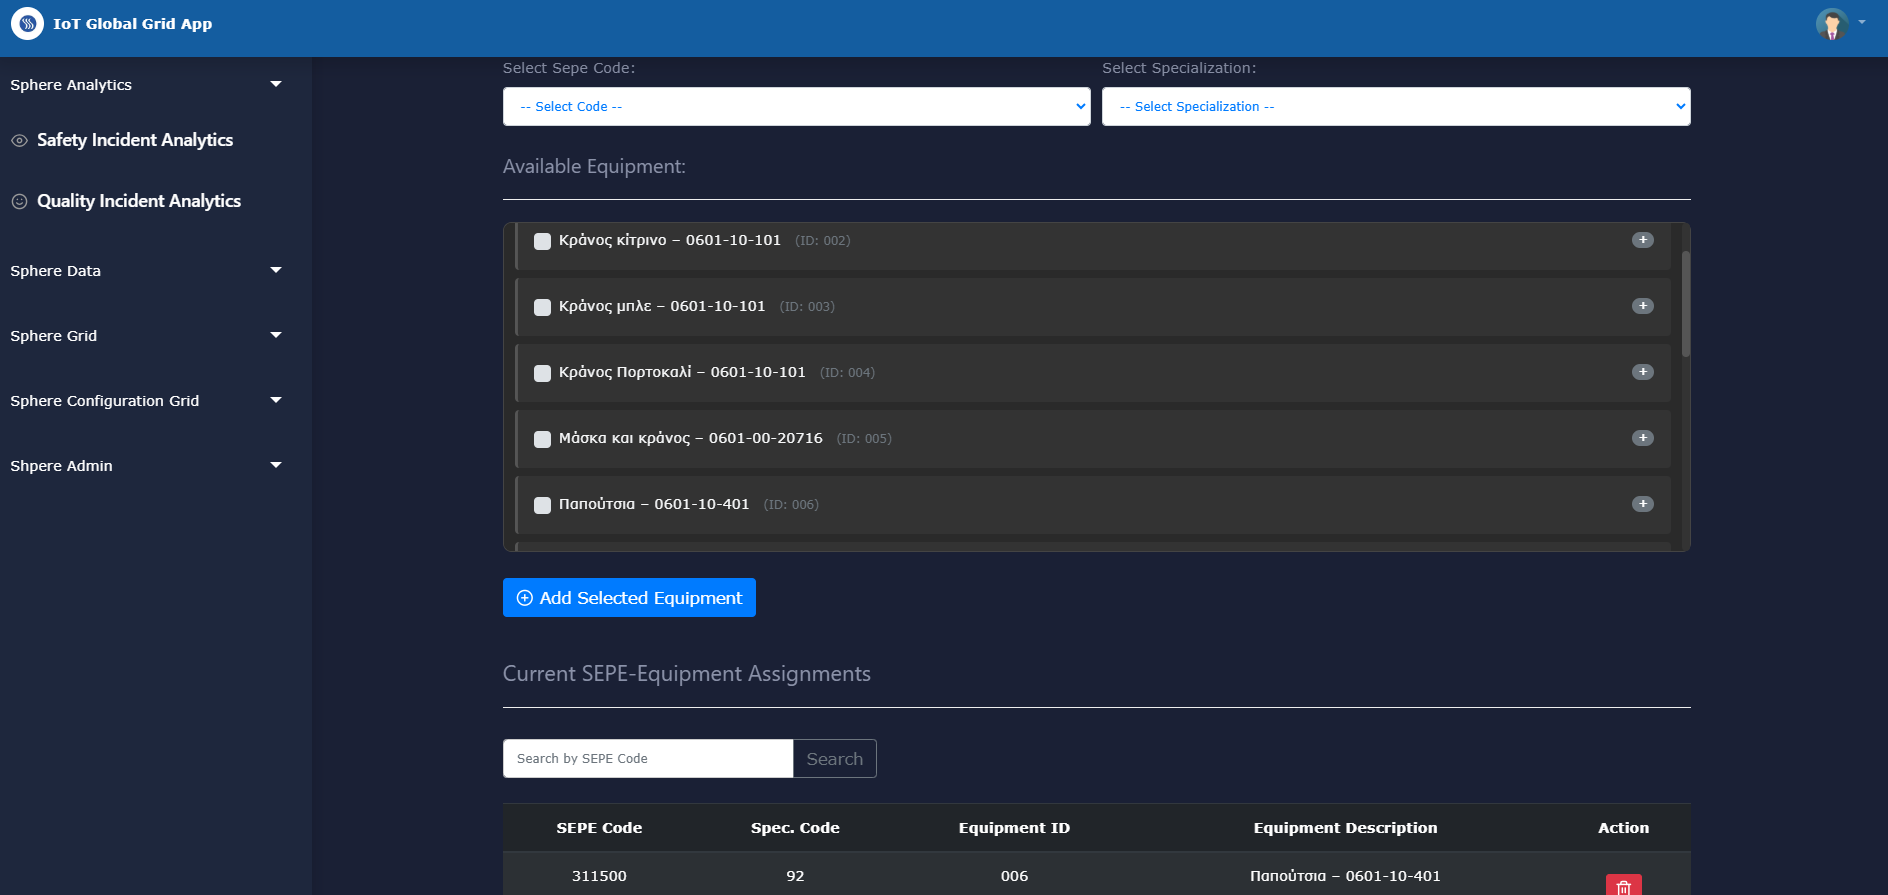 IoT Global Grid App
Sphere Analytics
Safety Incident Analytics
Quality Incident Analytics
Sphere Data
Sphere Grid
Sphere Configuration Grid
Shpere Admin
Select Sepe Code:
Select Specialization:
-- Select Code --
-- Select Specialization --
Available Equipment:
Κράνος κίτρινο – 0601-10-101 (ID: 002) +
Κράνος μπλε – 0601-10-101 (ID: 003) +
Κράνος Πορτοκαλί – 0601-10-101 (ID: 004) +
Μάσκα και κράνος – 0601-00-20716 (ID: 005) +
Παπούτσια – 0601-10-401 (ID: 006) +
Add Selected Equipment
Current SEPE-Equipment Assignments
Search by SEPE Code Search
SEPE Code Spec. Code Equipment ID Equipment Description Action
311500 92 006 Παπούτσια – 0601-10-401